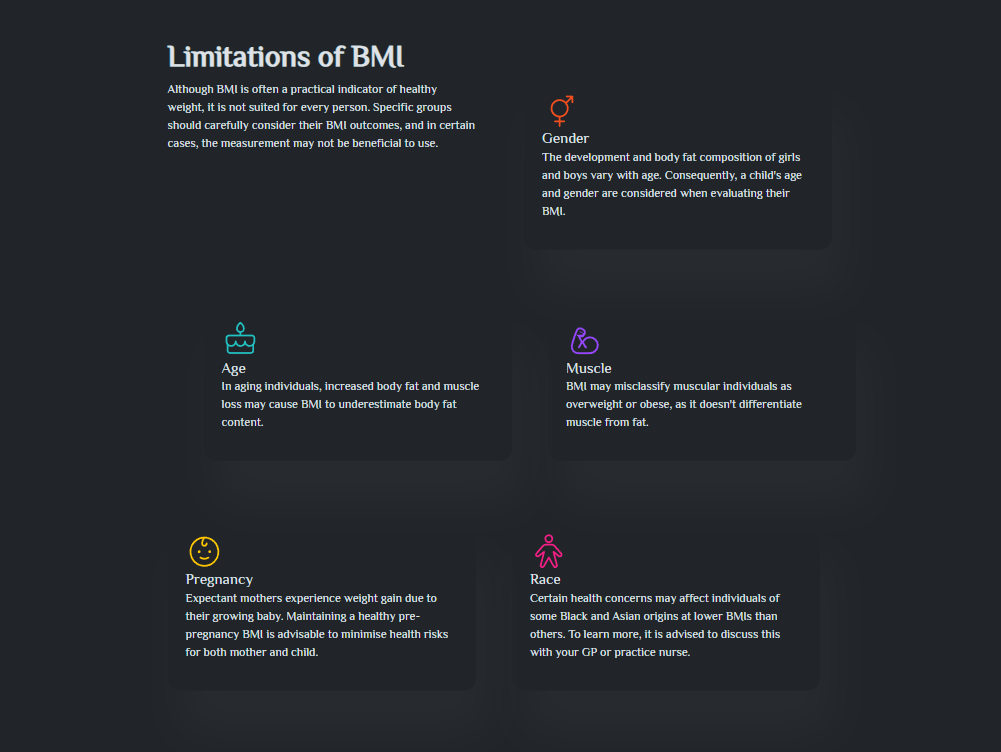 Limitations of BMI
Although BMI is often a practical indicator of healthy
weight, it is not suited for every person. Specific groups
should carefully consider their BMI outcomes, and in certain
cases, the measurement may not be beneficial to use.
Gender
The development and body fat composition of girls
and boys vary with age. Consequently, a child's age
and gender are considered when evaluating their
BMI.
Age
In aging individuals, increased body fat and muscle
loss may cause BMI to underestimate body fat
content.
Muscle
BMI may misclassify muscular individuals as
overweight or obese, as it doesn't differentiate
muscle from fat.
Pregnancy
Expectant mothers experience weight gain due to
their growing baby. Maintaining a healthy pre-
pregnancy BMI is advisable to minimise health risks
for both mother and child.
Race
Certain health concerns may affect individuals of
some Black and Asian origins at lower BMIs than
others. To learn more, it is advised to discuss this
with your GP or practice nurse.